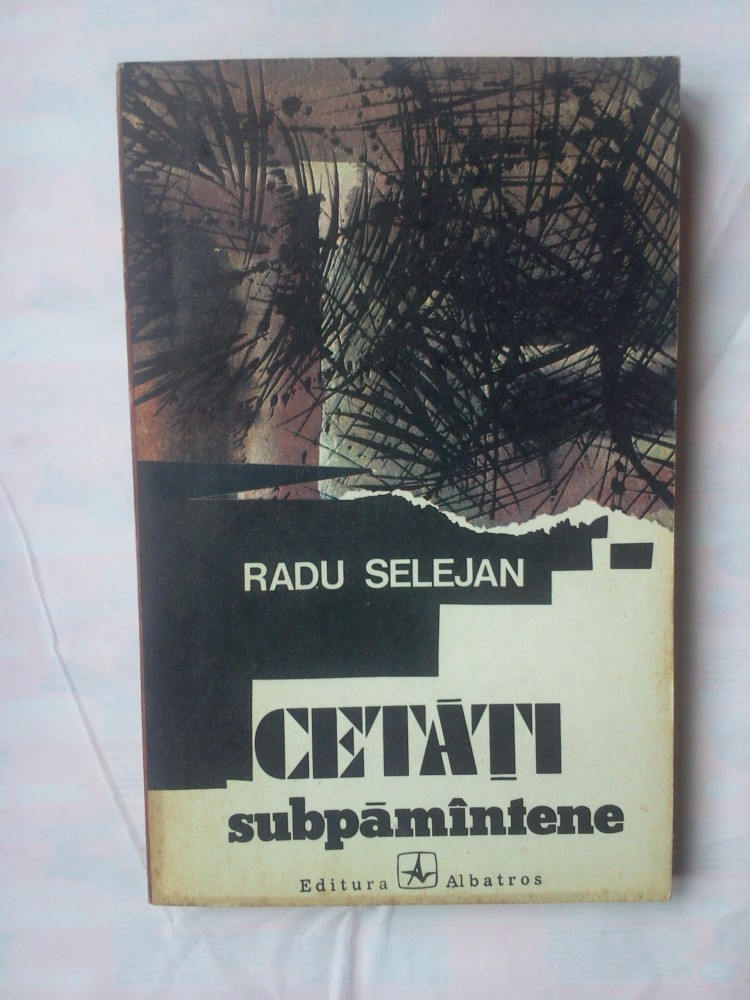 RADU SELEJAN
CETĂȚI
subpămîntene
Editura Albatros